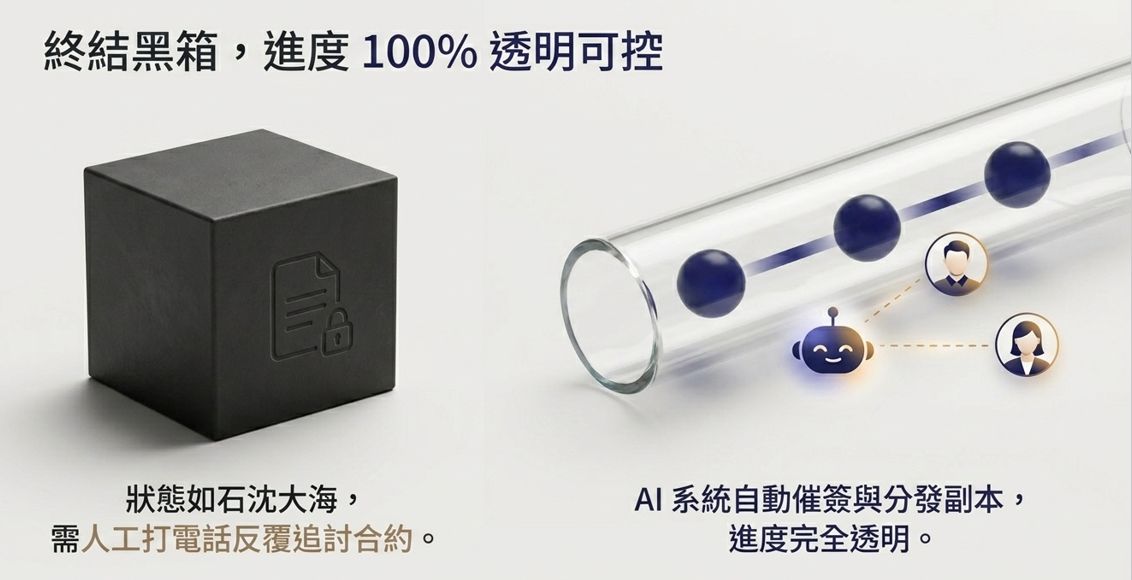 終結黑箱，進度 100% 透明可控
狀態如石沈大海，
需人工打電話反覆追討合約。
AI 系統自動催簽與分發副本，
進度完全透明。